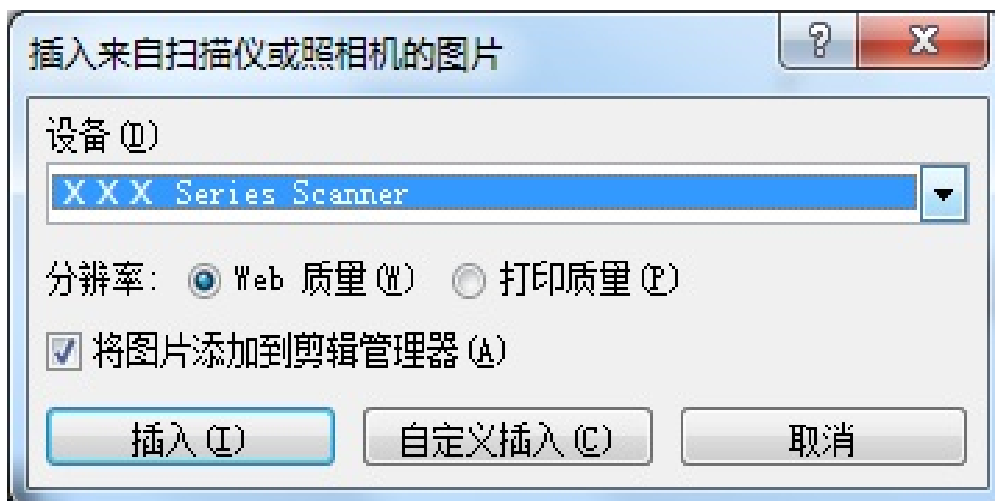 插入来自扫描仪或照相机的图片
设备(D)
XXX Series Scanner
分辨率: Web 质量(W) 打印质量(P)
将图片添加到剪辑管理器(A)
插入(I) 自定义插入(C) 取消